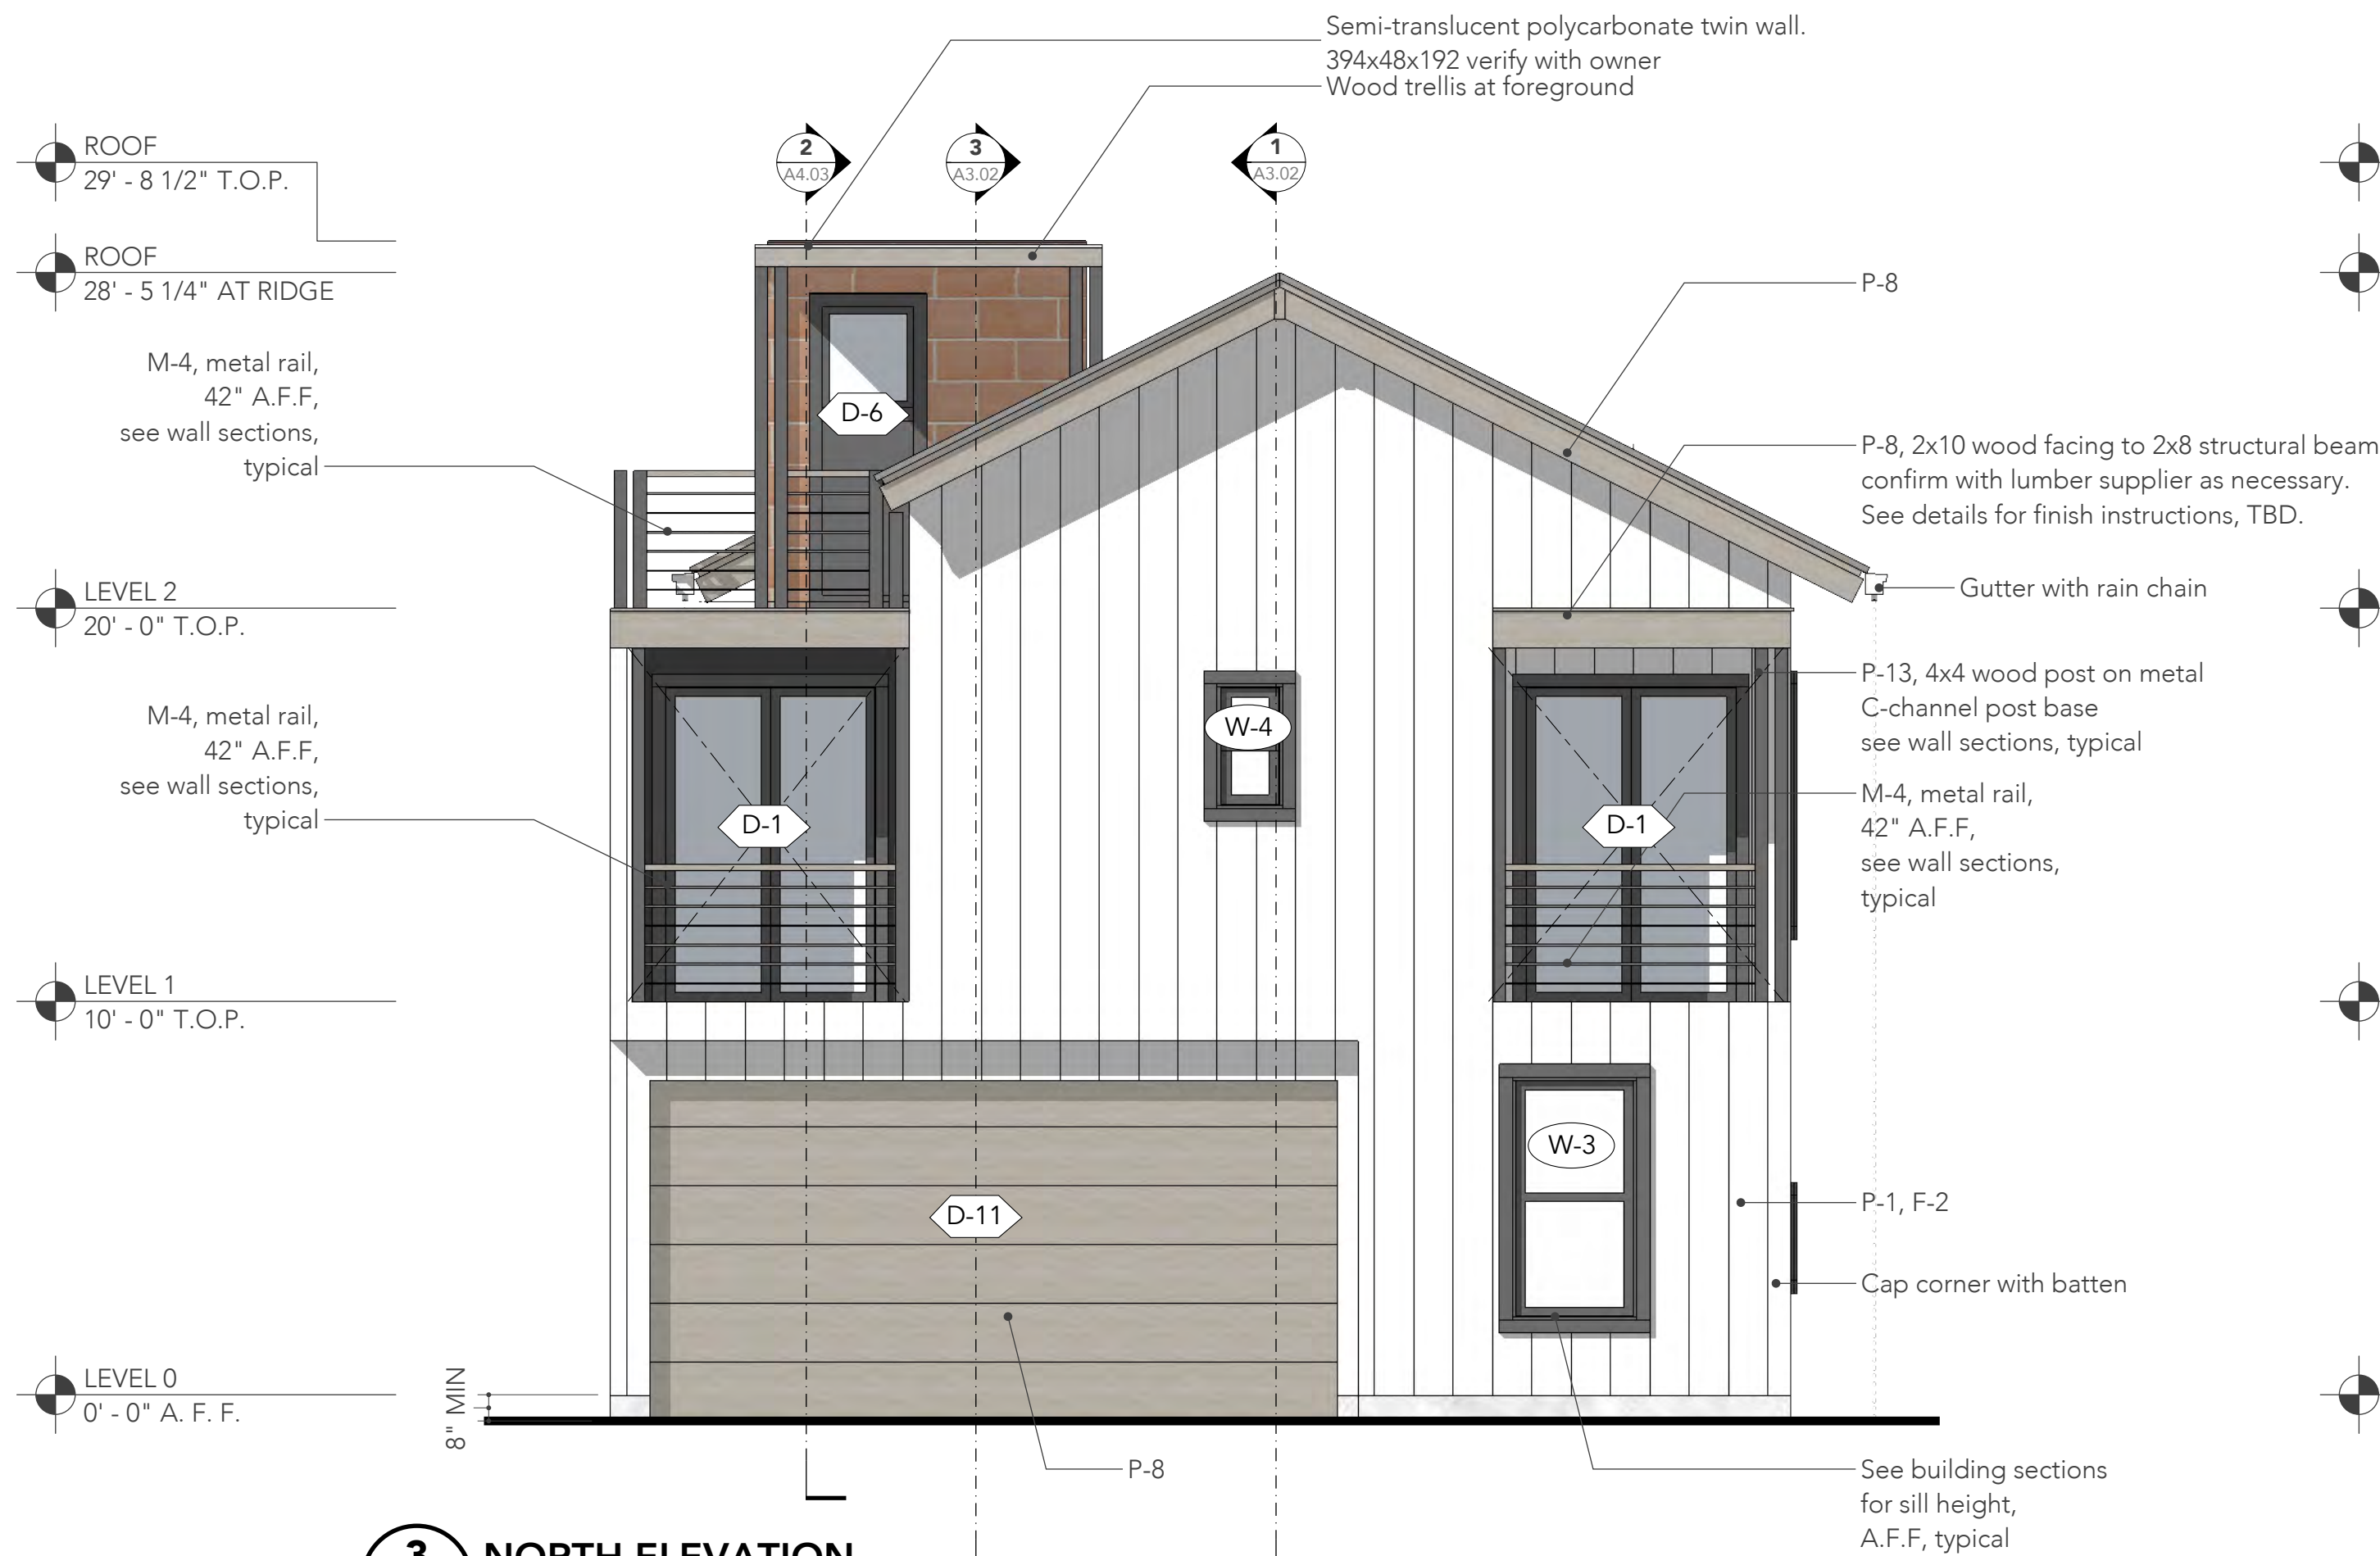 Semi-translucent polycarbonate twin wall.
394x48x192 verify with owner
Wood trellis at foreground
ROOF
29' - 8 1/2" T.O.P.
2
A4.03
3
A3.02
1
A3.02
ROOF
28' - 5 1/4" AT RIDGE
P-8
M-4, metal rail,
42" A.F.F,
see wall sections,
typical
D-6
P-8, 2x10 wood facing to 2x8 structural beam
confirm with lumber supplier as necessary.
See details for finish instructions, TBD.
LEVEL 2
20' - 0" T.O.P.
Gutter with rain chain
P-13, 4x4 wood post on metal
C-channel post base
see wall sections, typical
M-4, metal rail,
42" A.F.F,
see wall sections,
typical
W-4
D-1
D-1
M-4, metal rail,
42" A.F.F,
see wall sections,
typical
LEVEL 1
10' - 0" T.O.P.
W-3
D-11
P-1, F-2
Cap corner with batten
LEVEL 0
0' - 0" A. F. F.
8" MIN
P-8
See building sections
for sill height,
A.F.F, typical
3
NORTH ELEVATION